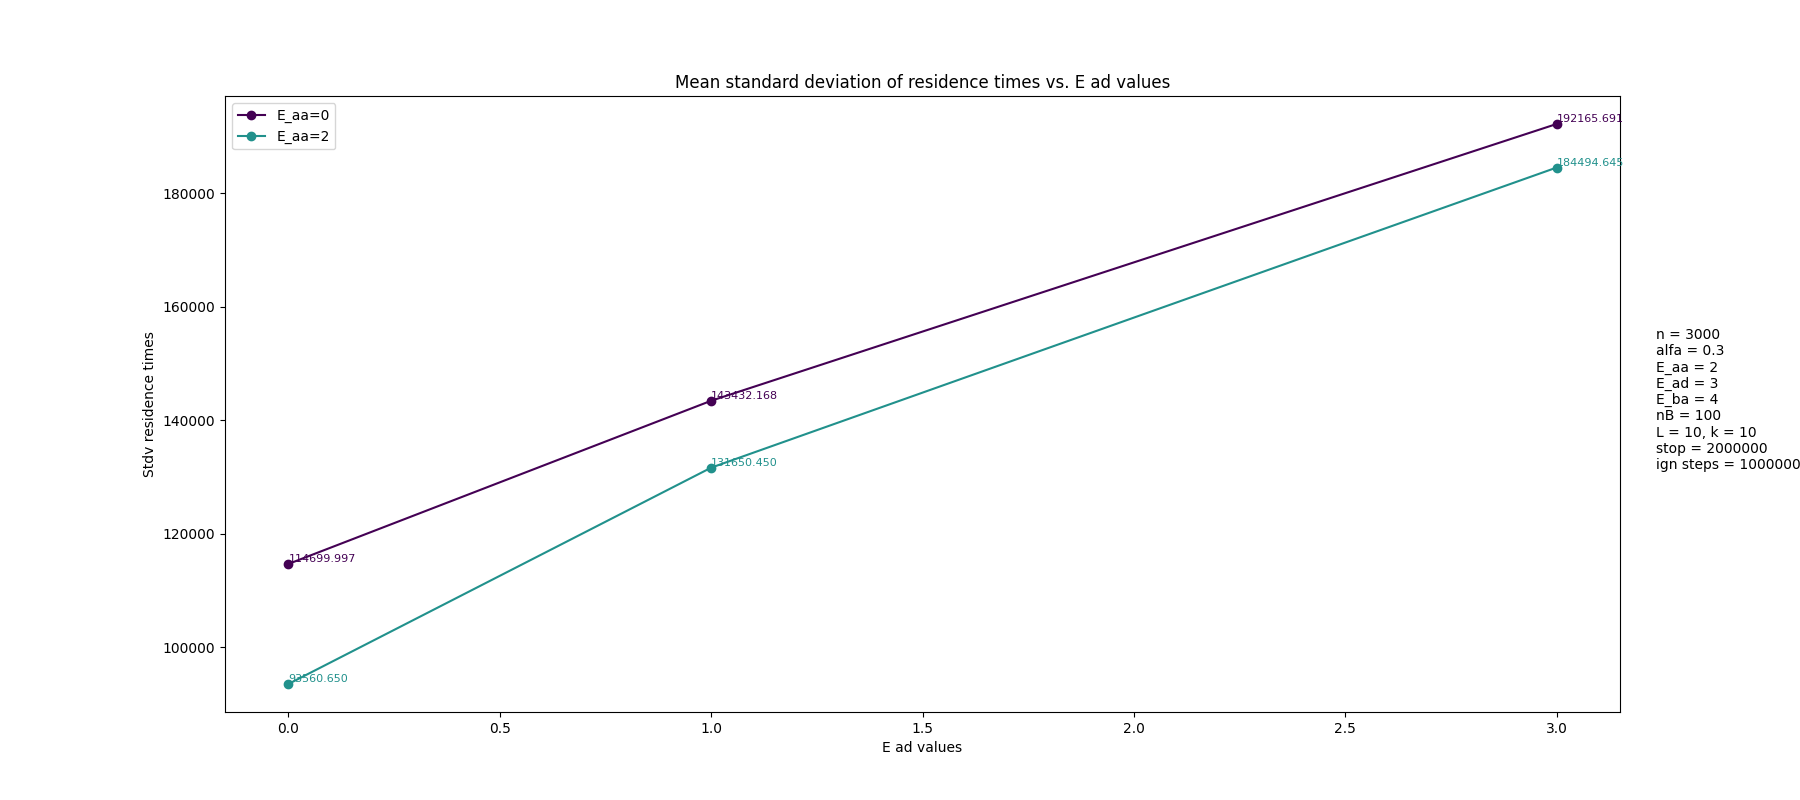 Mean standard deviation of residence times vs. E ad values
E_aa=0
E_aa=2
192165.691
184494.645
143432.168
131650.450
114699.997
93560.650
180000
160000
140000
120000
100000
Stdv residence times
0.0 0.5 1.0 1.5 2.0 2.5 3.0
E ad values
n = 3000
alfa = 0.3
E_aa = 2
E_ad = 3
E_ba = 4
nB = 100
L = 10, k = 10
stop = 2000000
ign steps = 1000000